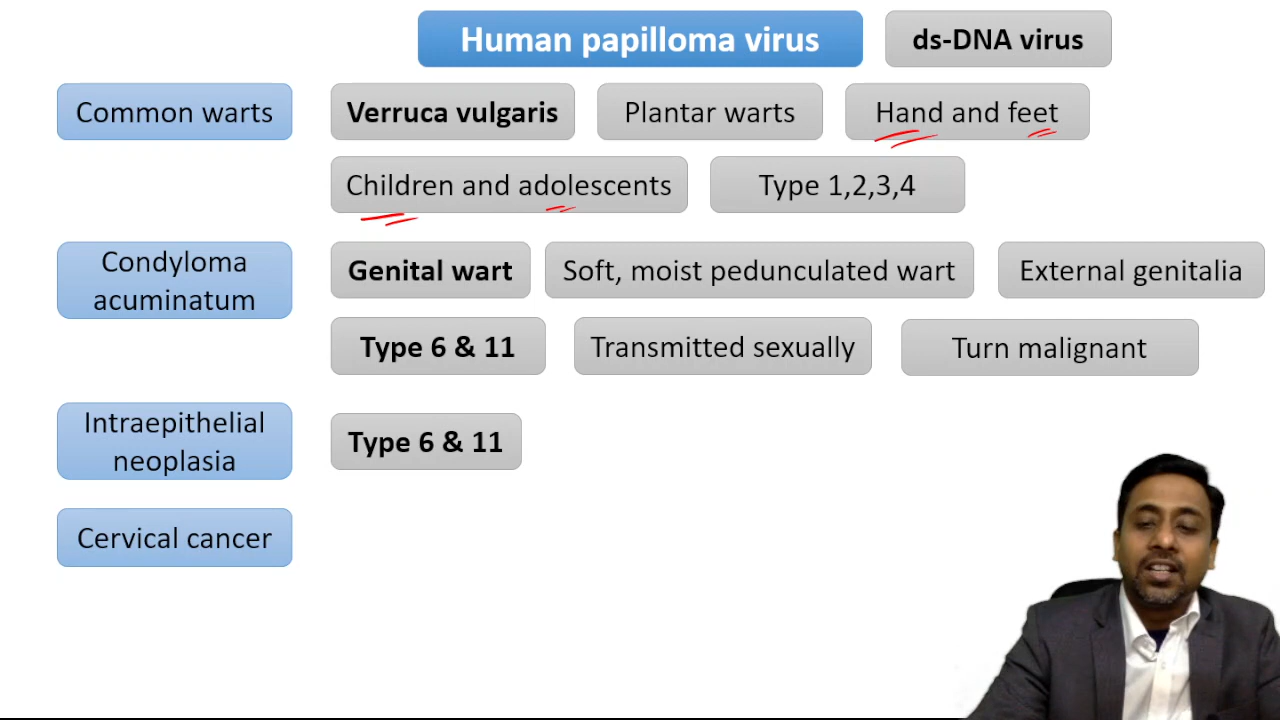 Human papilloma virus
ds-DNA virus
Common warts
Verruca vulgaris
Plantar warts
Hand and feet
Children and adolescents
Type 1,2,3,4
Condyloma
acuminatum
Genital wart
Soft, moist pedunculated wart
External genitalia
Type 6 & 11
Transmitted sexually
Turn malignant
Intraepithelial
neoplasia
Type 6 & 11
Cervical cancer